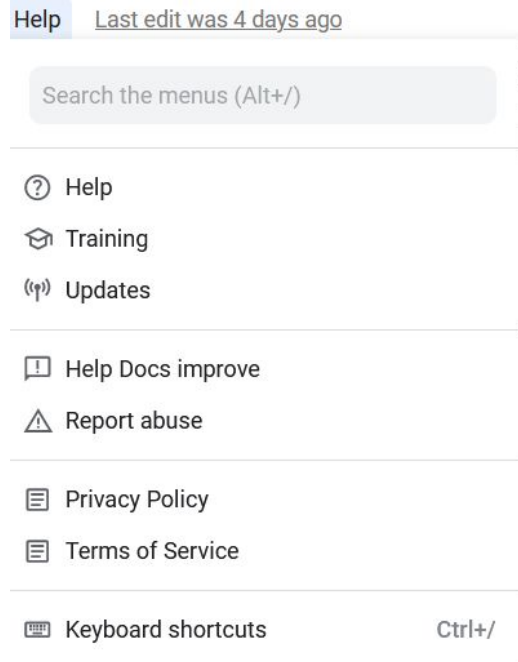 Help Last edit was 4 days ago
Search the menus (Alt+/)
Help
Training
Updates
Help Docs improve
Report abuse
Privacy Policy
Terms of Service
Keyboard shortcuts Ctrl+/